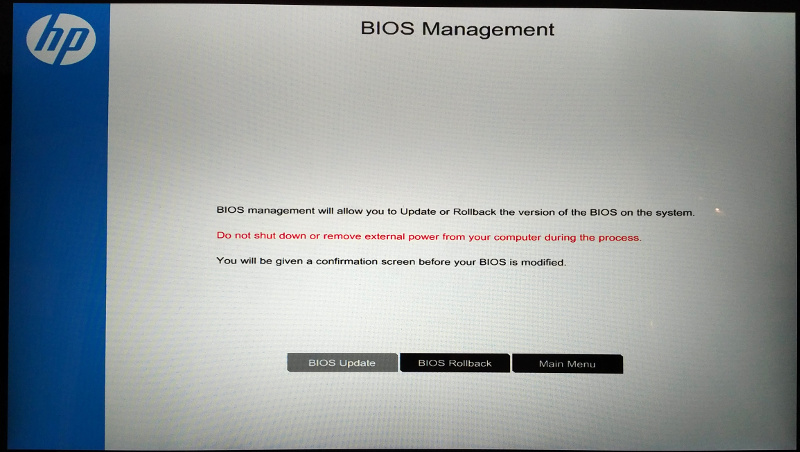 hp
BIOS Management
BIOS management will allow you to Update or Rollback the version of the BIOS on the system.
Do not shut down or remove external power from your computer during the process.
You will be given a confirmation screen before your BIOS is modified.
BIOS Update
BIOS Rollback
Main Menu